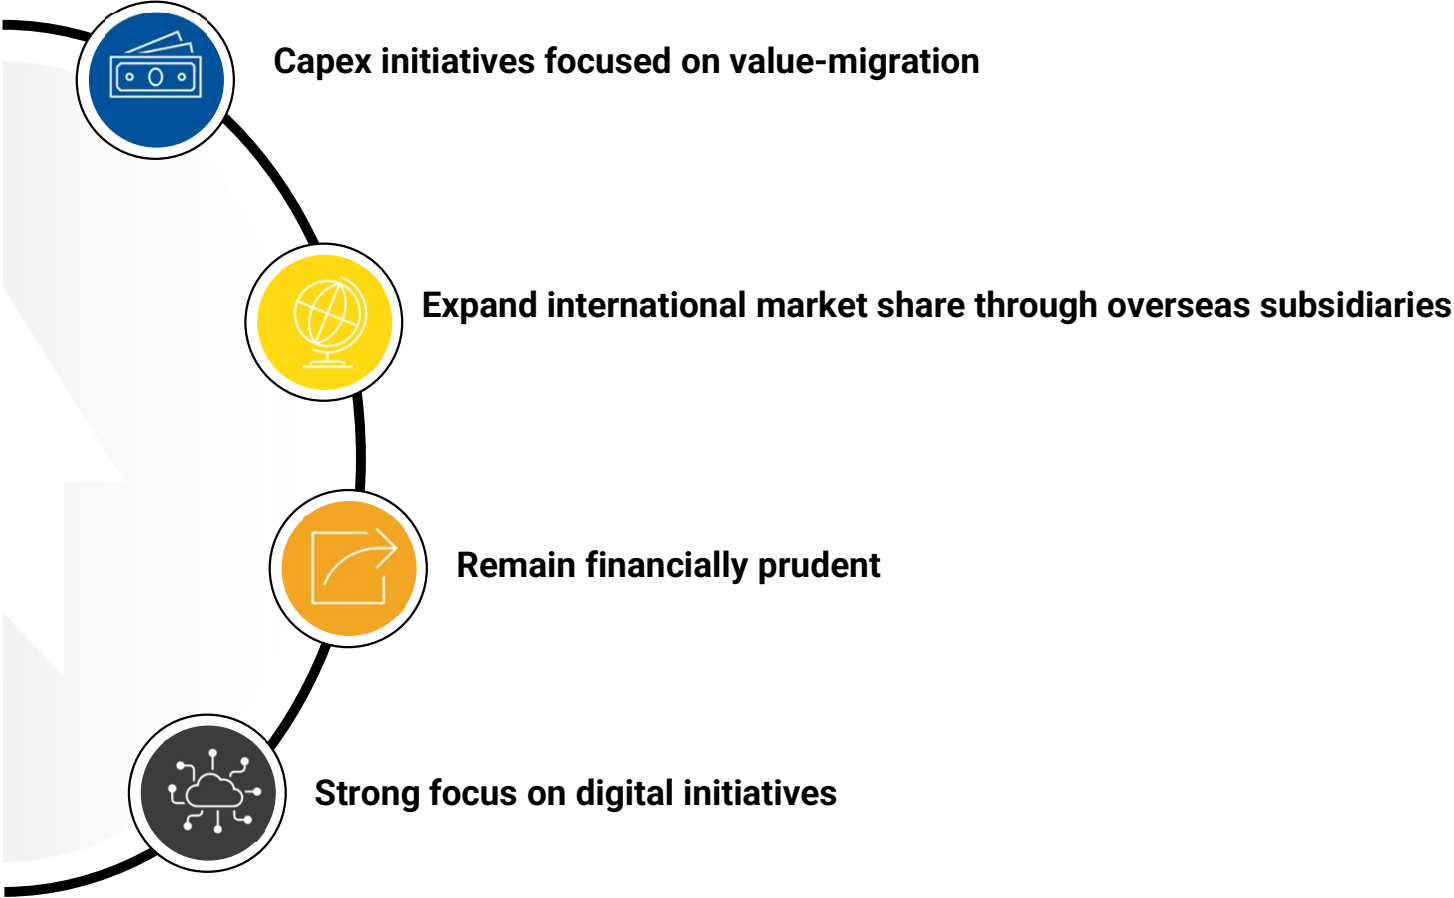 Capex initiatives focused on value-migration
Expand international market share through overseas subsidiaries
Remain financially prudent
Strong focus on digital initiatives